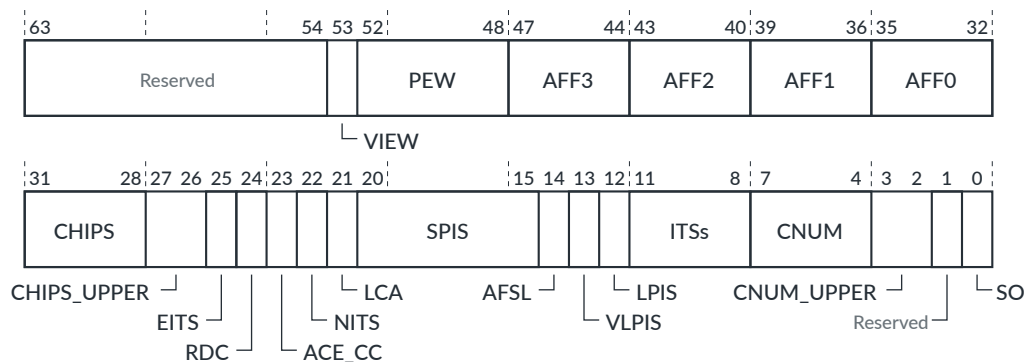 63 54 53 52 48 47 44 43 40 39 36 35 32
Reserved PEW AFF3 AFF2 AFF1 AFF0
VIEW
31 28 27 26 25 24 23 22 21 20 15 14 13 12 11 8 7 4 3 2 1 0
CHIPS SPIS ITSs CNUM
CHIPS_UPPER LCA AFSL LPIS CNUM_UPPER SO
EITS NITS VLPIS Reserved
RDC ACE_CC